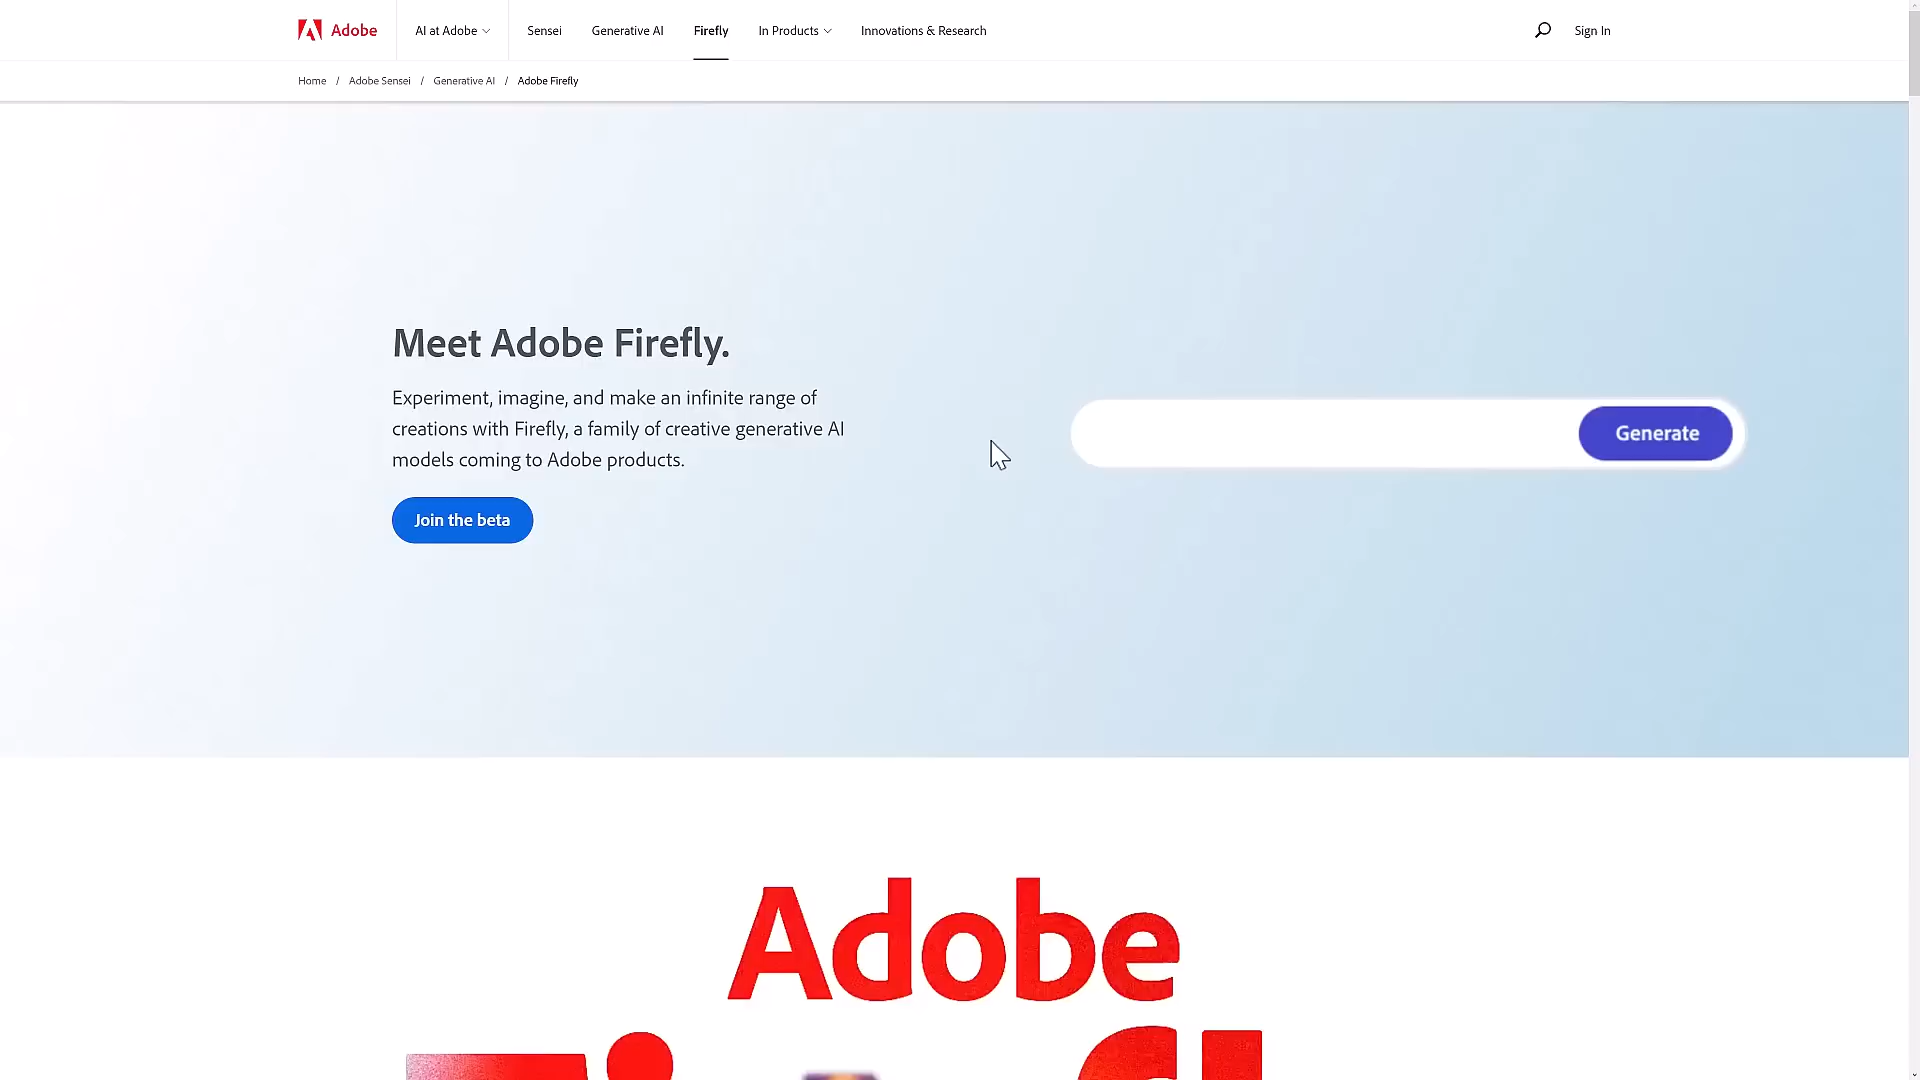 Adobe
AI at Adobe
Sensei
Generative AI
Firefly
In Products
Innovations & Research
Sign In
Home / Adobe Sensei / Generative AI / Adobe Firefly
Meet Adobe Firefly.
Experiment, imagine, and make an infinite range of
creations with Firefly, a family of creative generative AI
models coming to Adobe products.
Join the beta
Generate
Adobe